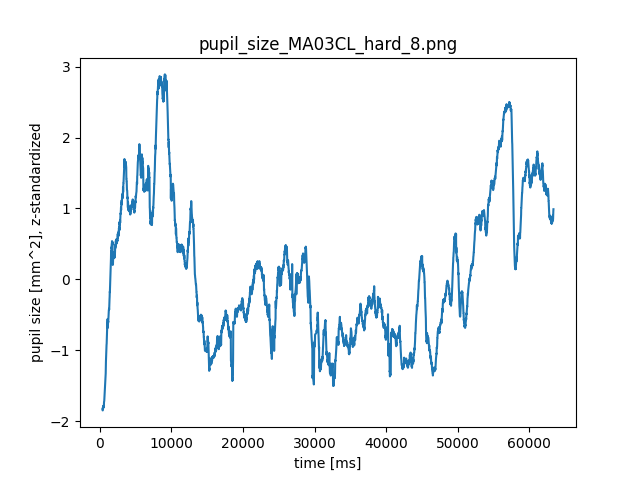 pupil_size_MA03CL_hard_8.png
pupil size [mm^2], z-standardized
3
2
1
0
−1
−2
0 10000 20000 30000 40000 50000 60000
time [ms]